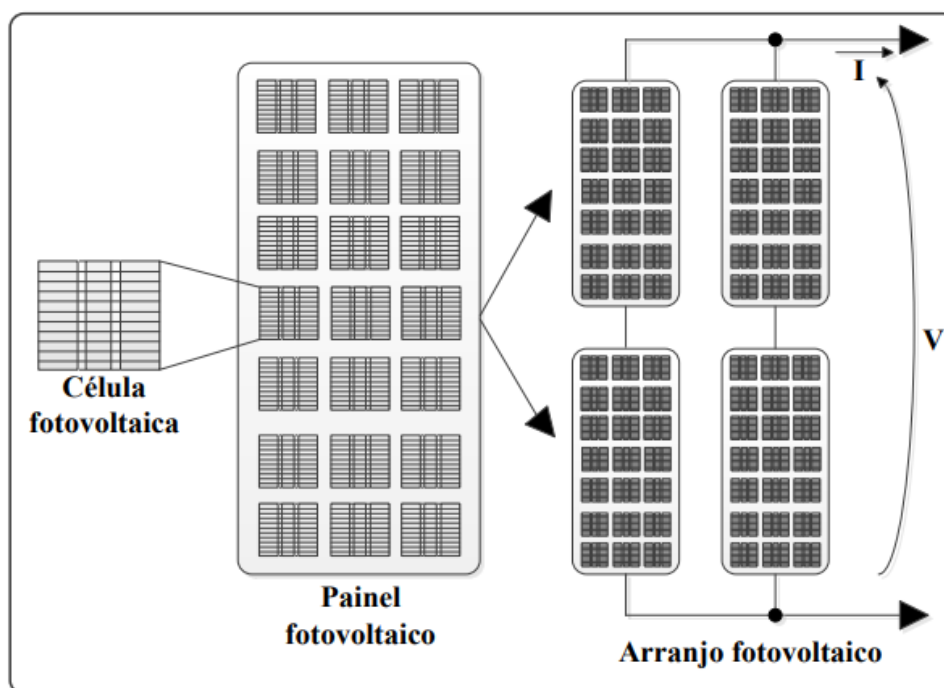 I
V
Célula
fotovoltaica
Painel
fotovoltaico
Arranjo fotovoltaico